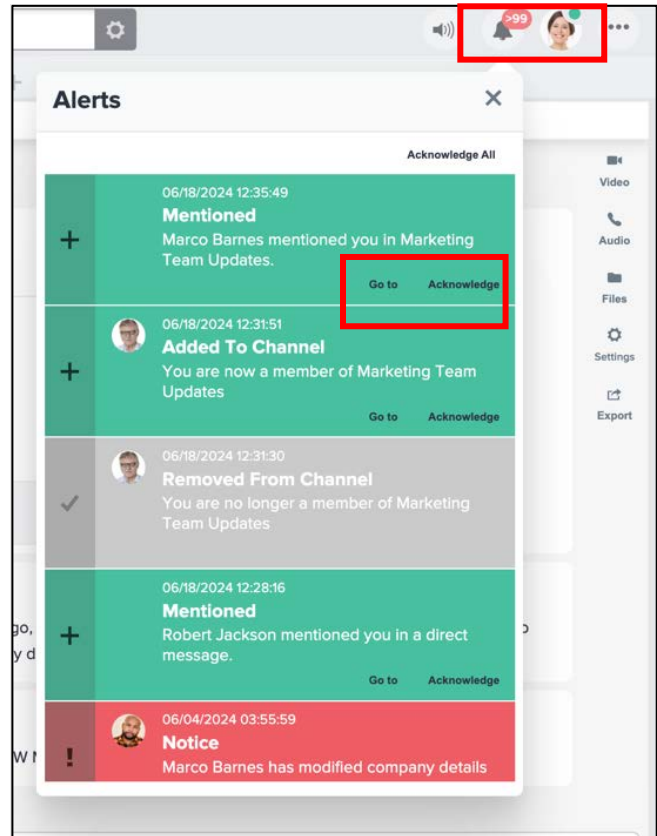 >99
Alerts
Acknowledge All
06/18/2024 12:35:49
Mentioned
Marco Barnes mentioned you in Marketing
Team Updates.
Go to Acknowledge
06/18/2024 12:31:51
Added To Channel
You are now a member of Marketing Team
Updates
Go to Acknowledge
06/18/2024 12:31:30
Removed From Channel
You are no longer a member of Marketing
Team Updates
06/18/2024 12:28:16
Mentioned
Robert Jackson mentioned you in a direct
message.
Go to Acknowledge
06/04/2024 03:55:59
Notice
Marco Barnes has modified company details
Video
Audio
Files
Settings
Export
go,
y d